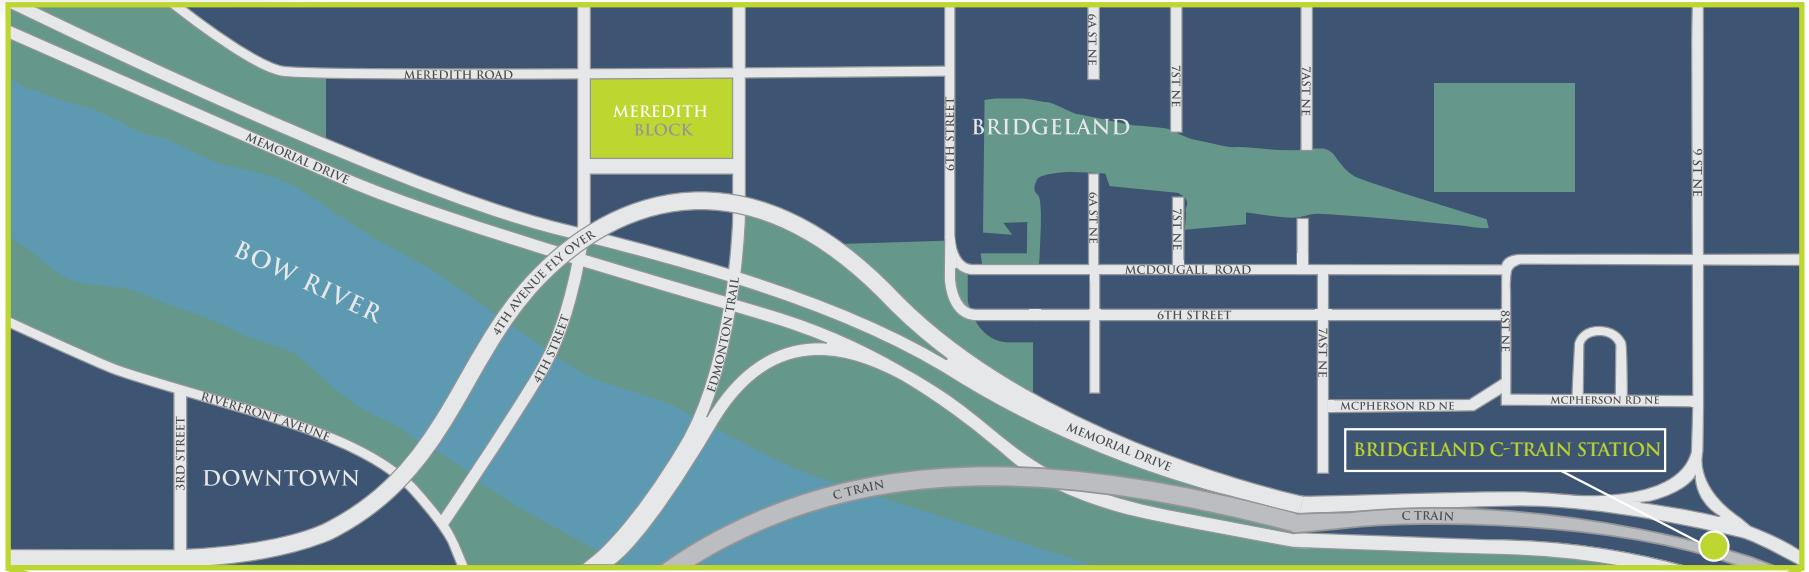 6A ST NE
7ST NE
7AST NE
MEREDITH ROAD
MEREDITH
BLOCK
6TH STREET
BRIDGELAND
MEMORIAL DRIVE
9 ST NE
6A ST NE
7ST NE
BOW RIVER
4TH AVENUE FLY OVER
MCDOUGALL ROAD
EDMONTON TRAIL
6TH STREET
4TH STREET
8ST NE
7AST NE
RIVERFRONT AVEUNE
MCPHERSON RD NE
MCPHERSON RD NE
3RD STREET
DOWNTOWN
MEMORIAL DRIVE
BRIDGELAND C-TRAIN STATION
C TRAIN
C TRAIN